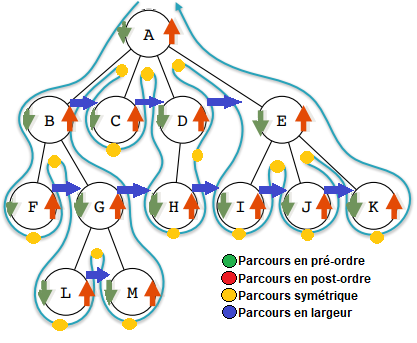 A
B C D E
F G H I J K
L M
Parcours en pré-ordre
Parcours en post-ordre
Parcours symétrique
Parcours en largeur